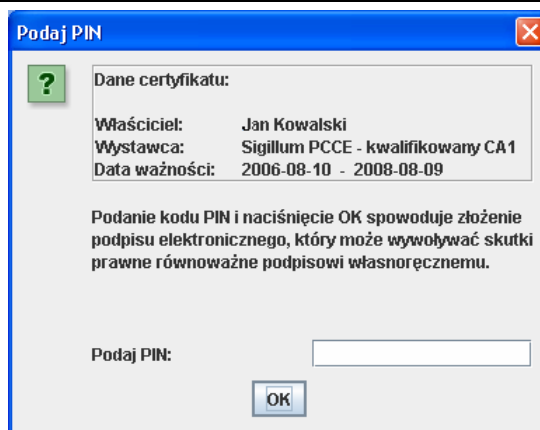 Podaj PIN
?
Dane certyfikatu:
Właściciel: Jan Kowalski
Wystawca: Sigillum PCCE - kwalifikowany CA1
Data ważności: 2006-08-10 - 2008-08-09
Podanie kodu PIN i naciśnięcie OK spowoduje złożenie
podpisu elektronicznego, który może wywoływać skutki
prawne równoważne podpisowi własnoręcznemu.
Podaj PIN:
OK